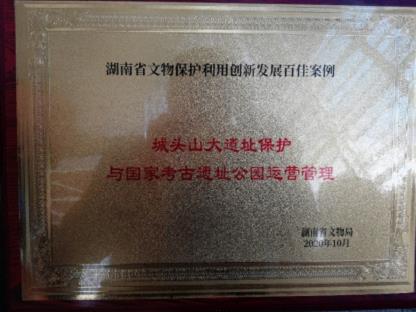 湖南省文物保护利用创新发展百佳案例
城头山大遗址保护
与国家考古遗址公园运营管理
湖南省文物局
2020年10月